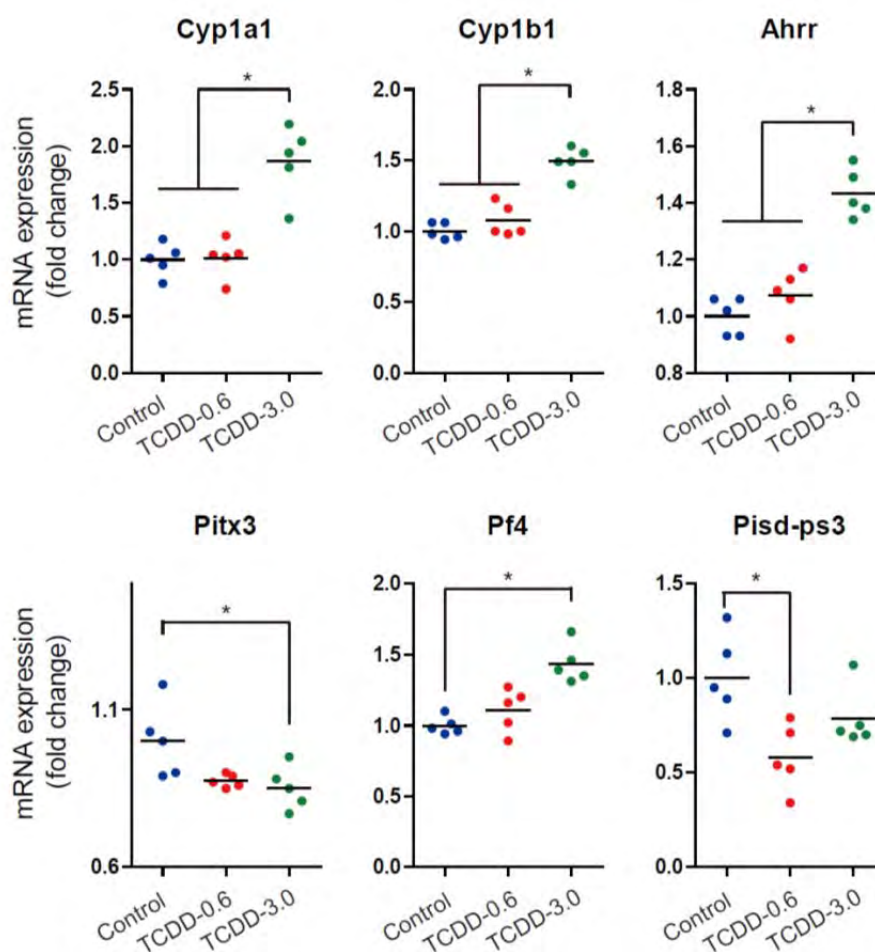 Cyp1a1 Cyp1b1 Ahrr
mRNA expression
(fold change)
2.5
2.0
1.5
1.0
0.5
0.0
*
Control
TCDD-0.6
TCDD-3.0
2.0
1.5
1.0
0.5
0.0
*
Control
TCDD-0.6
TCDD-3.0
1.8
1.6
1.4
1.2
1.0
0.8
*
Control
TCDD-0.6
TCDD-3.0
Pitx3 Pf4 Pisd-ps3
mRNA expression
(fold change)
1.1
0.6
*
Control
TCDD-0.6
TCDD-3.0
2.0
1.5
1.0
0.5
0.0
*
Control
TCDD-0.6
TCDD-3.0
1.5
1.0
0.5
0.0
*
Control
TCDD-0.6
TCDD-3.0